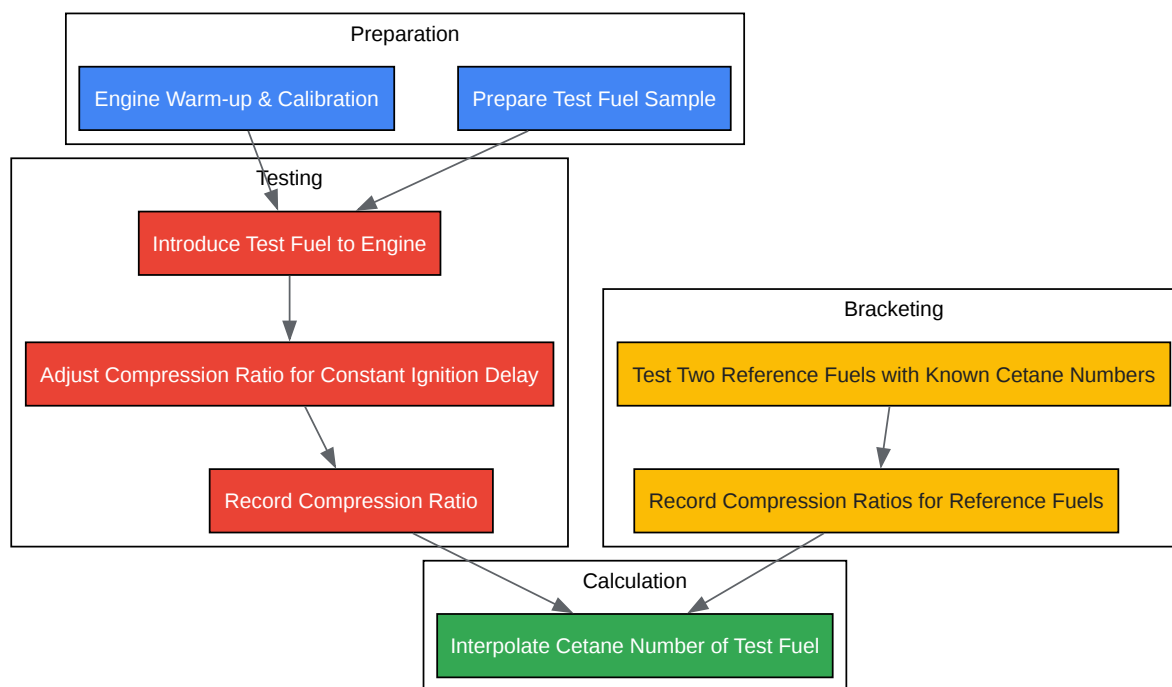 Preparation
Engine Warm-up & Calibration
Prepare Test Fuel Sample
Testing
Introduce Test Fuel to Engine
Adjust Compression Ratio for Constant Ignition Delay
Record Compression Ratio
Bracketing
Test Two Reference Fuels with Known Cetane Numbers
Record Compression Ratios for Reference Fuels
Calculation
Interpolate Cetane Number of Test Fuel